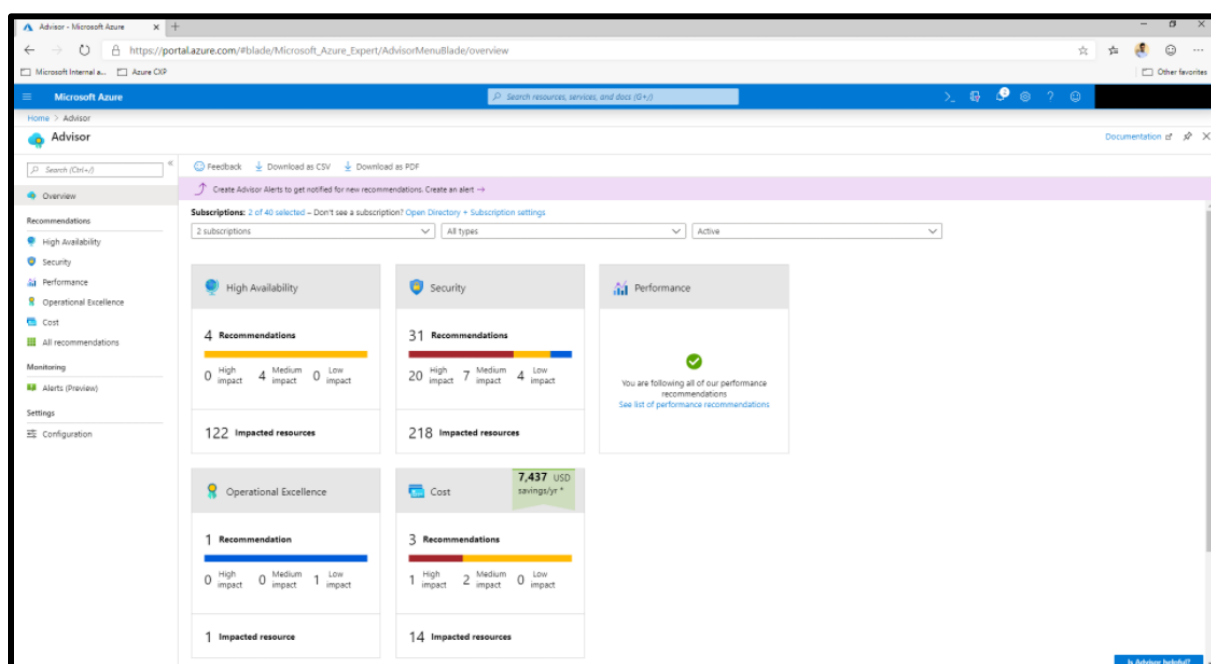 Advisor - Microsoft Azure
https://portal.azure.com/#blade/Microsoft_Azure_Expert/AdvisorMenuBlade/overview
Microsoft Internal a... Azure CXP Other favorites
Microsoft Azure Search resources, services, and docs (G+/)
Home > Advisor
Advisor Documentation
Search (Ctrl+/)
Overview
Recommendations
High Availability
Security
Performance
Operational Excellence
Cost
All recommendations
Monitoring
Alerts (Preview)
Settings
Configuration
Feedback Download as CSV Download as PDF
Create Advisor Alerts to get notified for new recommendations. Create an alert →
Subscriptions: 2 of 40 selected – Don't see a subscription? Open Directory + Subscription settings
2 subscriptions All types Active
High Availability
4 Recommendations
0 High impact 4 Medium impact 0 Low impact
122 Impacted resources
Security
31 Recommendations
20 High impact 7 Medium impact 4 Low impact
218 Impacted resources
Performance
You are following all of our performance
recommendations
See list of performance recommendations
Operational Excellence
1 Recommendation
0 High impact 0 Medium impact 1 Low impact
1 Impacted resource
Cost
7,437 USD
savings/yr *
3 Recommendations
1 High impact 2 Medium impact 0 Low impact
14 Impacted resources
Is Advisor helpful?